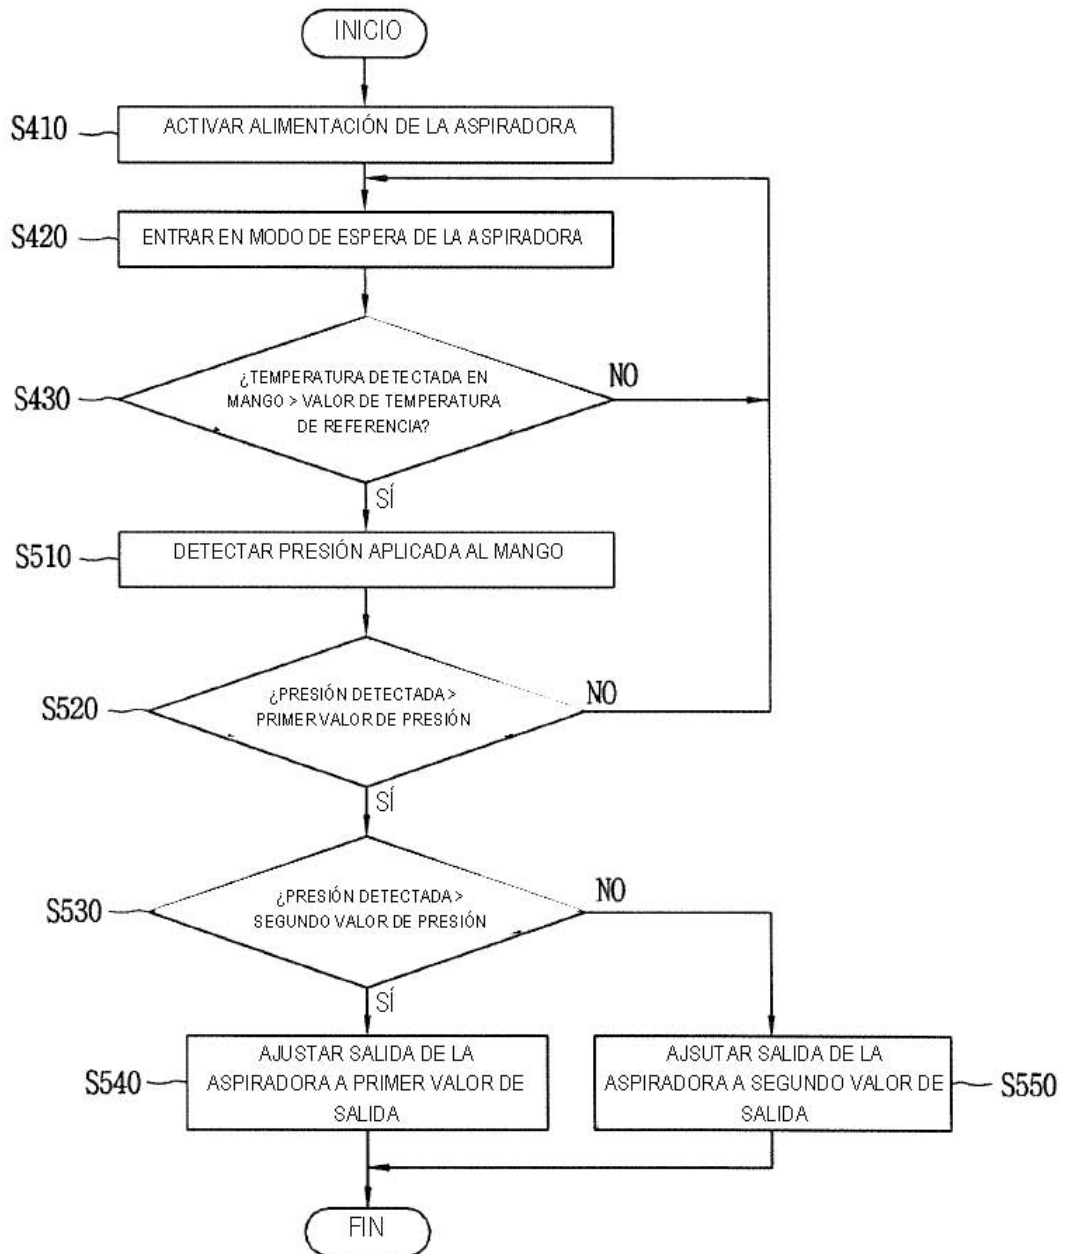 INICIO
S410
ACTIVAR ALIMENTACIÓN DE LA ASPIRADORA
S420
ENTRAR EN MODO DE ESPERA DE LA ASPIRADORA
S430
¿TEMPERATURA DETECTADA EN
MANGO > VALOR DE TEMPERATURA
DE REFERENCIA?
NO
SÍ
S510
DETECTAR PRESIÓN APLICADA AL MANGO
S520
¿PRESIÓN DETECTADA >
PRIMER VALOR DE PRESIÓN
NO
SÍ
S530
¿PRESIÓN DETECTADA >
SEGUNDO VALOR DE PRESIÓN
NO
SÍ
S540
AJUSTAR SALIDA DE LA
ASPIRADORA A PRIMER VALOR DE
SALIDA
AJSUTAR SALIDA DE LA
ASPIRADORA A SEGUNDO VALOR DE
SALIDA
S550
FIN